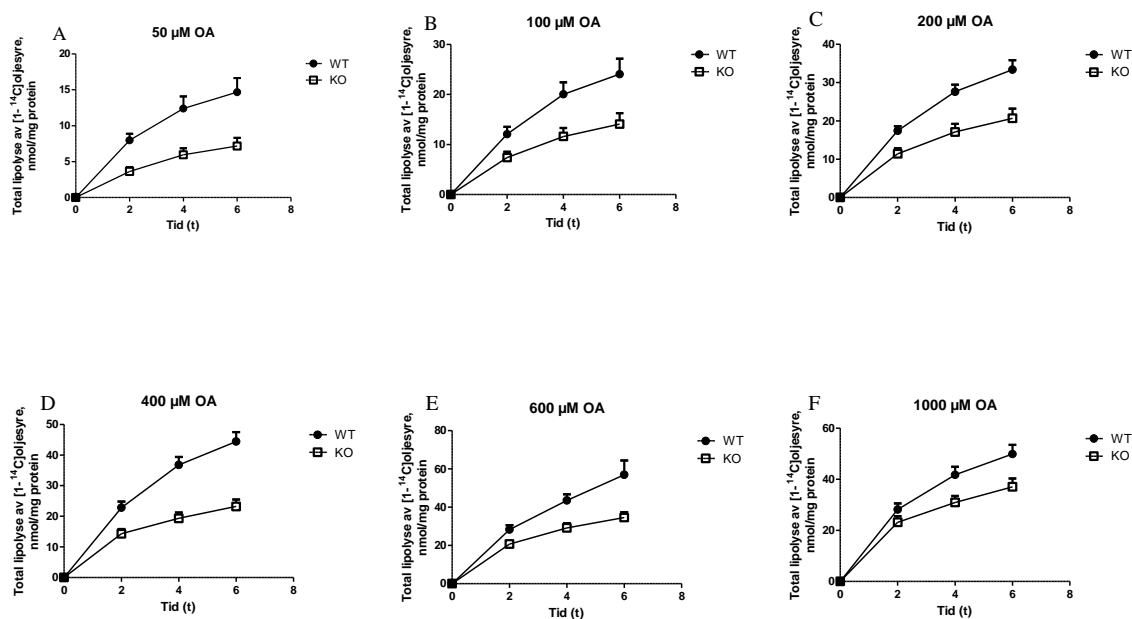 A
50 µM OA
Total lipolyse av [1-¹⁴C]oljesyre,
nmol/mg protein
20
15
10
5
0
0 2 4 6 8
Tid (t)
WT
KO
B
100 µM OA
Total lipolyse av [1-¹⁴C]oljesyre,
nmol/mg protein
30
20
10
0
0 2 4 6 8
Tid (t)
WT
KO
C
200 µM OA
Total lipolyse av [1-¹⁴C]oljesyre,
nmol/mg protein
40
30
20
10
0
0 2 4 6 8
Tid (t)
WT
KO
D
400 µM OA
Total lipolyse av [1-¹⁴C]oljesyre,
nmol/mg protein
50
40
30
20
10
0
0 2 4 6 8
Tid (t)
WT
KO
E
600 µM OA
Total lipolyse av [1-¹⁴C]oljesyre,
nmol/mg protein
80
60
40
20
0
0 2 4 6 8
Tid (t)
WT
KO
F
1000 µM OA
Total lipolyse av [1-¹⁴C]oljesyre,
nmol/mg protein
60
40
20
0
0 2 4 6 8
Tid (t)
WT
KO